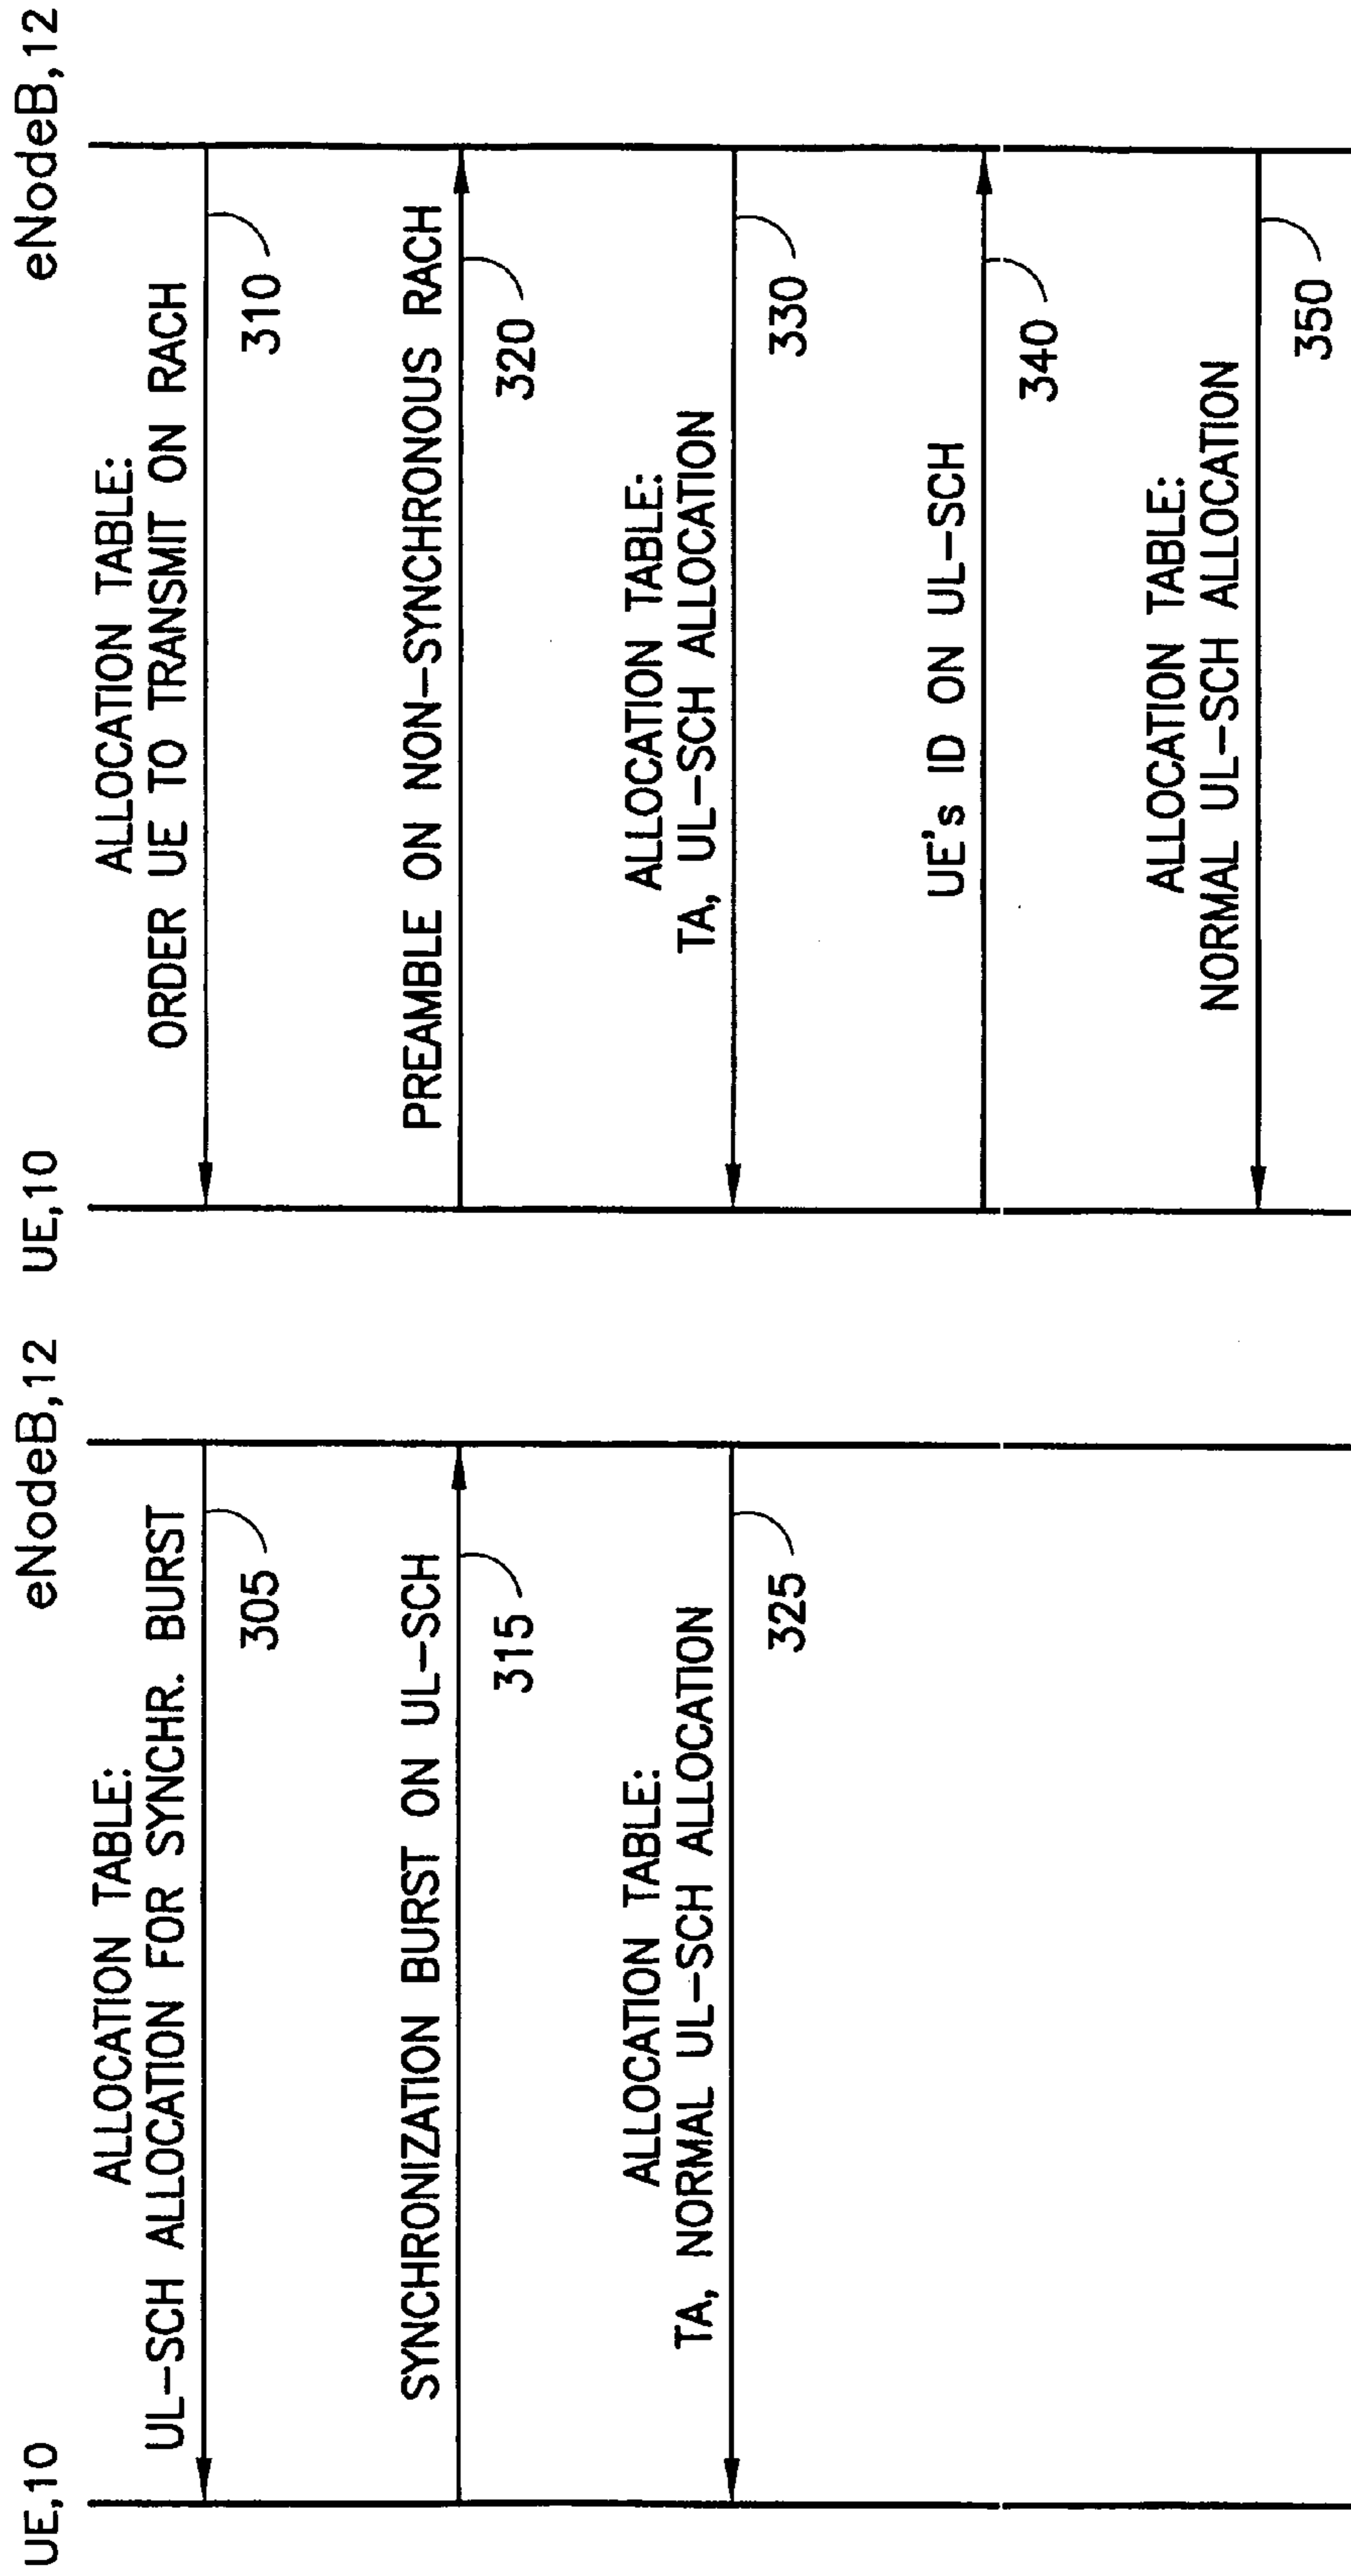 UE,10
eNodeB,12
ALLOCATION TABLE:
UL-SCH ALLOCATION FOR SYNCHR. BURST
305
SYNCHRONIZATION BURST ON UL-SCH
315
ALLOCATION TABLE:
TA, NORMAL UL-SCH ALLOCATION
325
UE,10
eNodeB,12
ALLOCATION TABLE:
ORDER UE TO TRANSMIT ON RACH
310
PREAMBLE ON NON-SYNCHRONOUS RACH
320
ALLOCATION TABLE:
TA, UL-SCH ALLOCATION
330
UE's ID ON UL-SCH
340
ALLOCATION TABLE:
NORMAL UL-SCH ALLOCATION
350